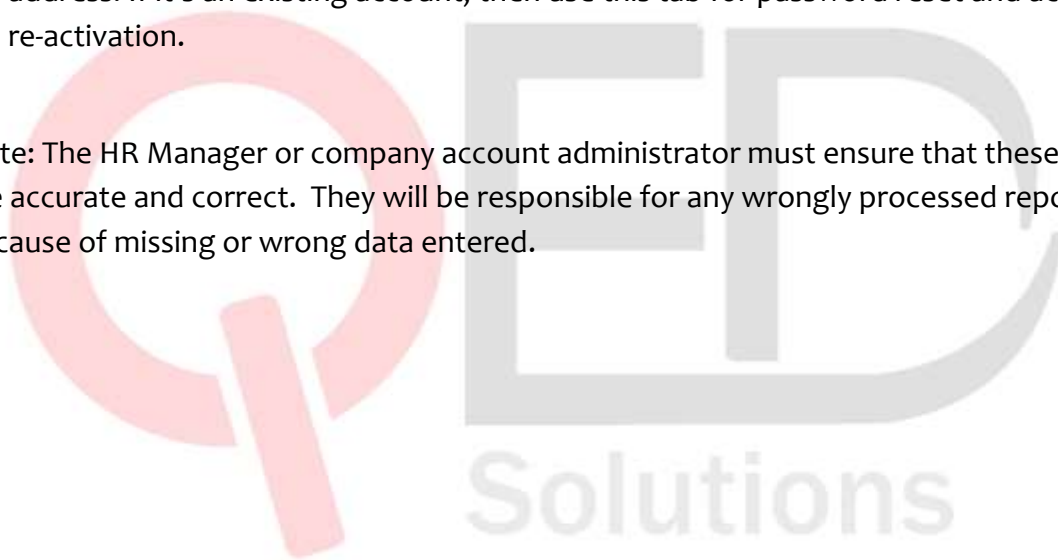 address. If it's an existing account, then use this tab for password reset and
re-activation.
te: The HR Manager or company account administrator must ensure that these
accurate and correct. They will be responsible for any wrongly processed repo
cause of missing or wrong data entered.
QED
Solutions